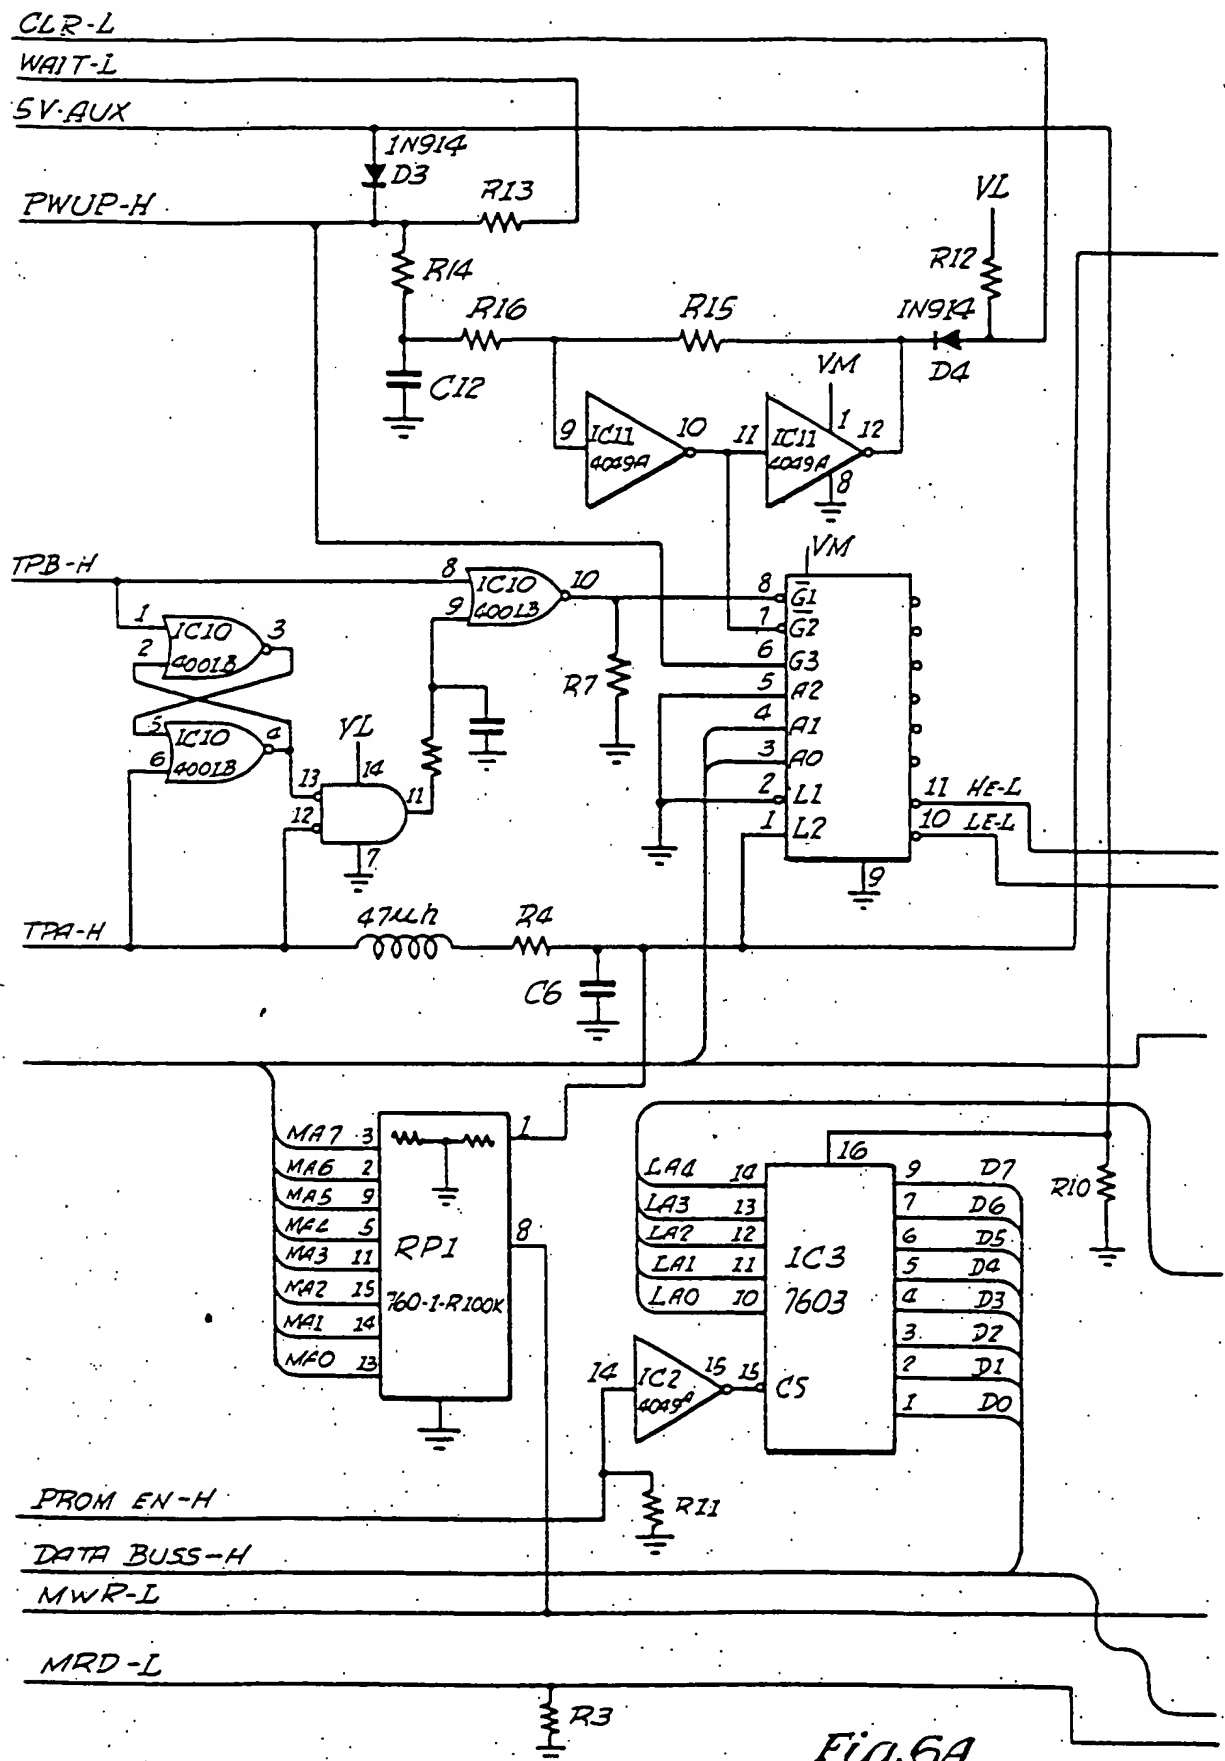 CLR-L
WAIT-L
5V-AUX
1N914
D3
PWUP-H
R13
VL
R14
R12
R16
R15
1N914
D4
C12
VM
9
IC11
4049A
10
11
IC11
4049A
1
12
8
TPB-H
8
IC10
4001B
10
9
VM
1
IC10
4001B
3
2
R7
8 G1
7 G2
6 G3
5 A2
4 A1
3 A0
2 L1
1 L2
11 HE-L
10 LE-L
9
5
IC10
4001B
4
6
VL
14
13
12
11
7
TPA-H
47µh
R4
C6
MA7 3
MA6 2
MA5 9
MA4 5
MA3 11
MA2 15
MA1 14
MA0 13
1
8
RP1
760-1-R100K
16
LA4 14
LA3 13
LA2 12
LA1 11
LA0 10
IC3
7603
CS
9 D7
7 D6
6 D5
5 D4
4 D3
3 D2
2 D1
1 D0
R10
14
IC2
4049A
15
15
R11
PROM EN-H
DATA BUSS-H
MWR-L
MRD-L
R3
Fig. 6A